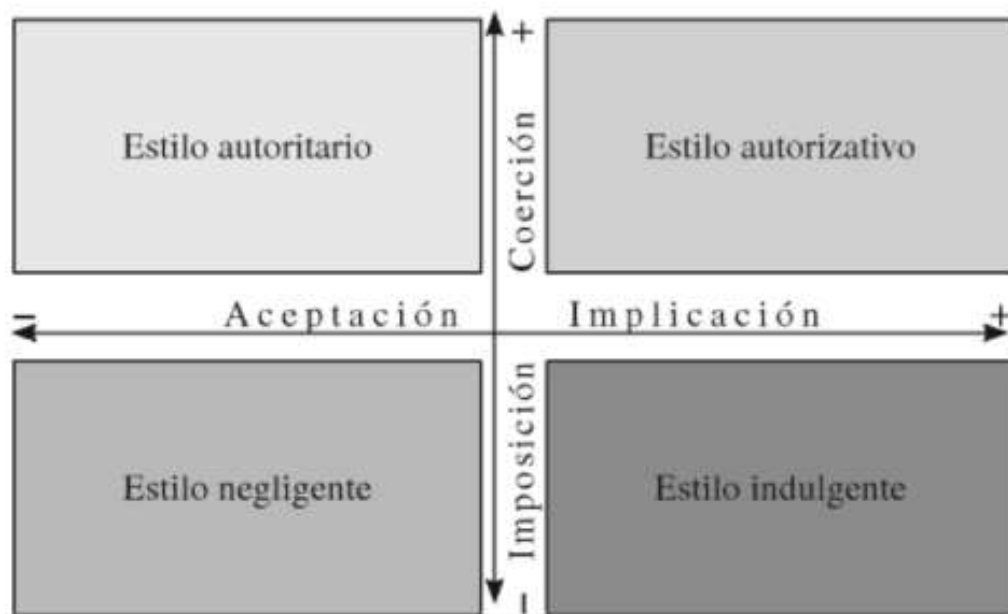 +
Estilo autoritario
Coerción
Estilo autorizativo
–
Aceptación
Implicación
+
Estilo negligente
Imposición
Estilo indulgente
–